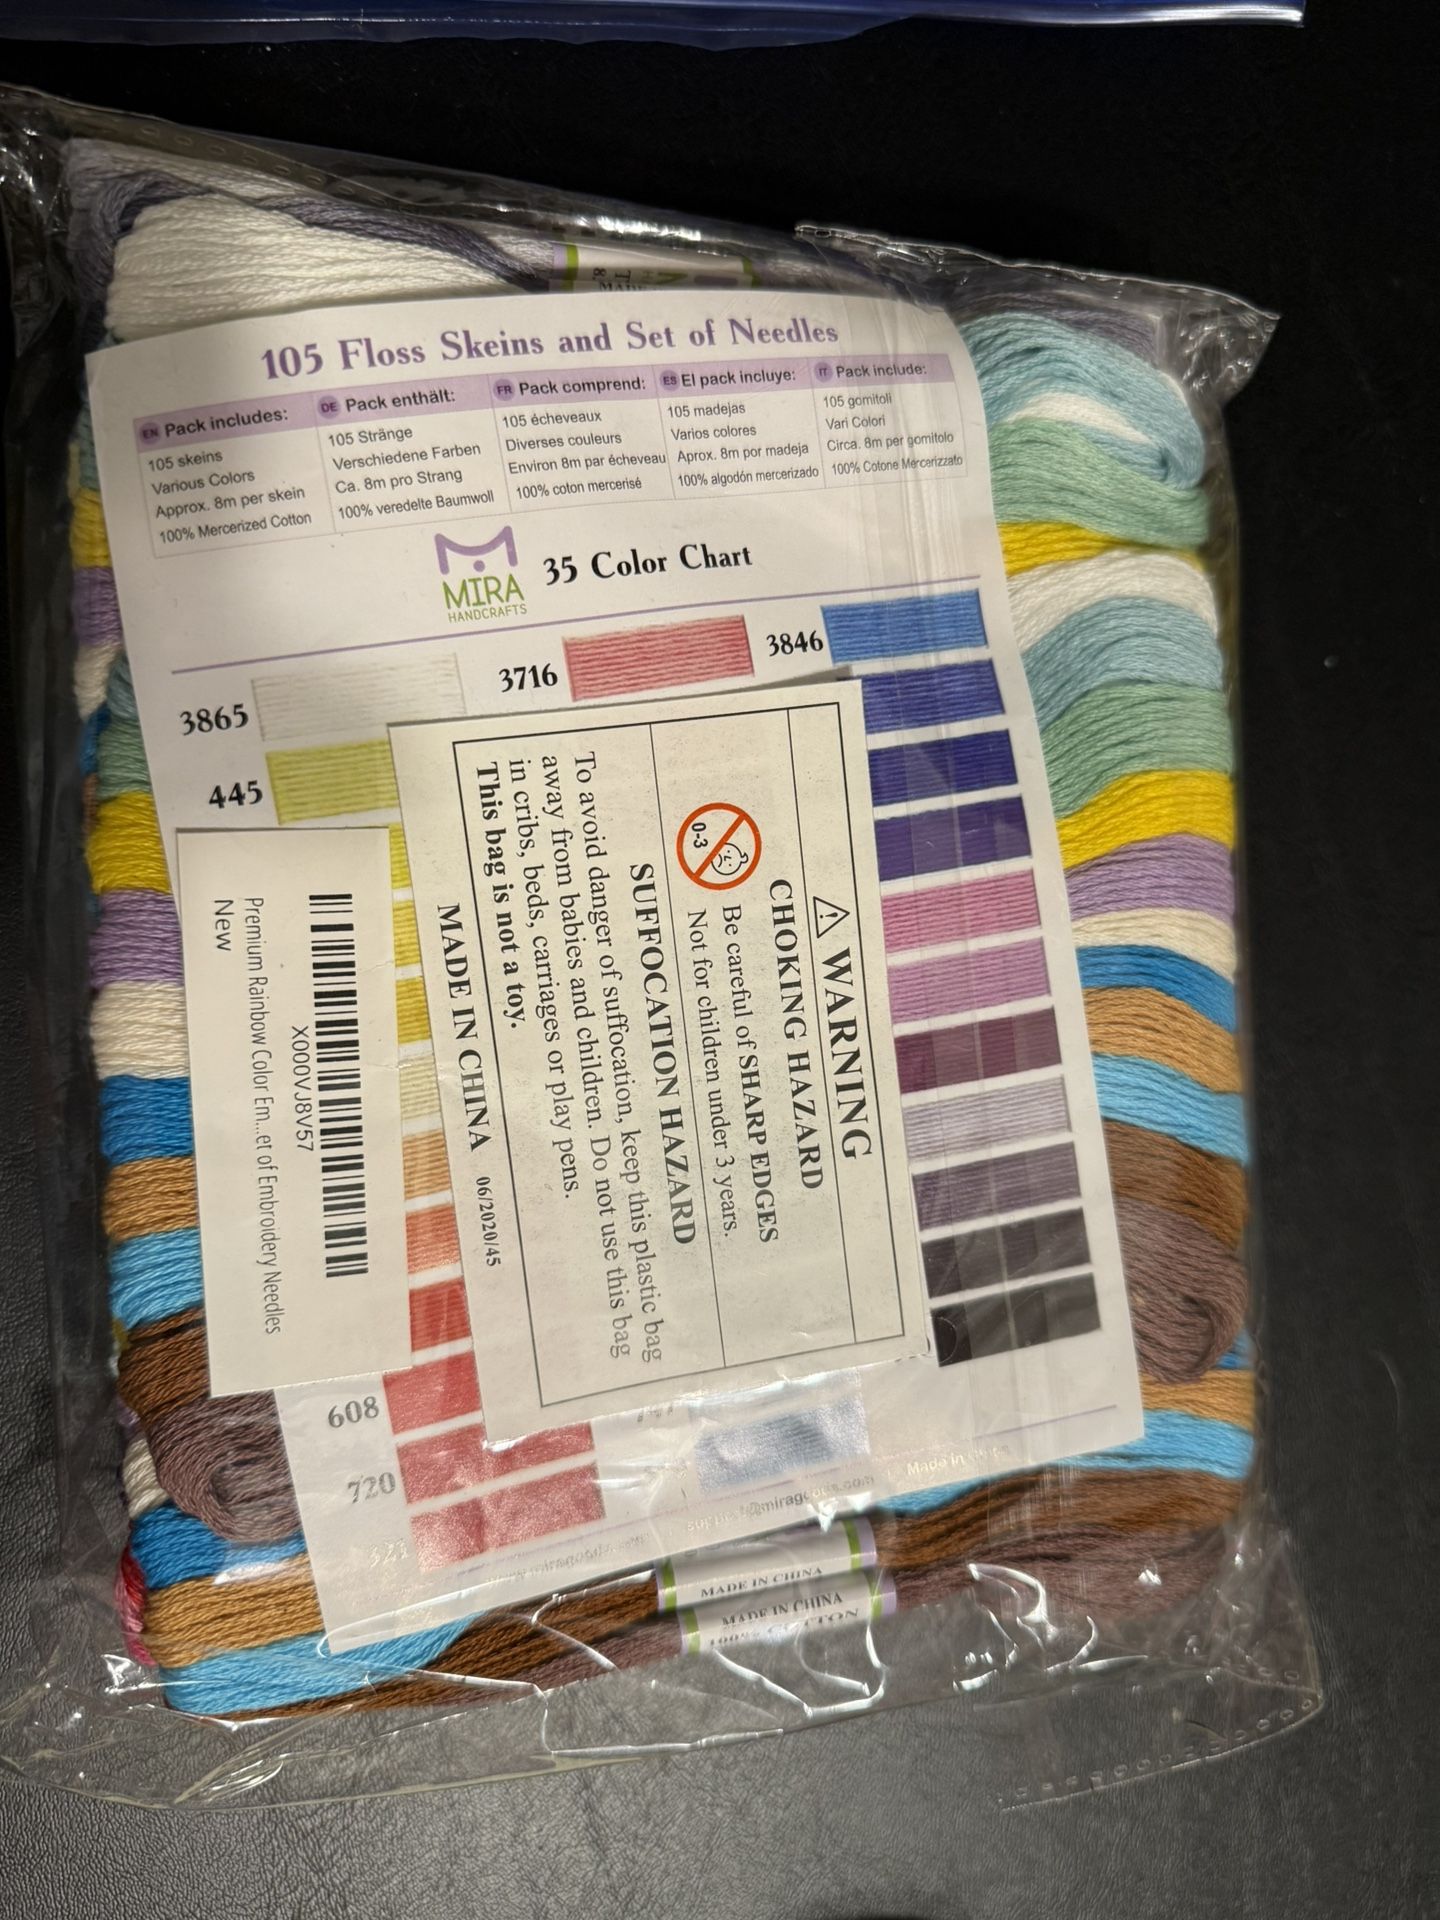 105 Floss Skeins and Set of Needles
EN Pack includes:
105 skeins
Various Colors
Approx. 8m per skein
100% Mercerized Cotton
DE Pack enthält:
105 Stränge
Verschiedene Farben
Ca. 8m pro Strang
100% veredelte Baumwoll
FR Pack comprend:
105 écheveaux
Diverses couleurs
Environ 8m par écheveau
100% coton mercerisé
ES El pack incluye:
105 madejas
Varios colores
Aprox. 8m por madeja
100% algodón mercerizado
IT Pack include:
105 gomitoli
Vari Colori
Circa. 8m per gomitolo
100% Cotone Mercerizzato
MIRA
HANDCRAFTS
35 Color Chart
3865
445
608
720
321
3716
3846
WARNING
CHOKING HAZARD
0-3
Be careful of SHARP EDGES
Not for children under 3 years.
SUFFOCATION HAZARD
To avoid danger of suffocation, keep this plastic bag
away from babies and children. Do not use this bag
in cribs, beds, carriages or play pens.
This bag is not a toy.
MADE IN CHINA 06/2020/45
X000VJ8V57
Premium Rainbow Color Em...et of Embroidery Needles
New
Made in
MADE IN CHINA
MADE IN CHINA